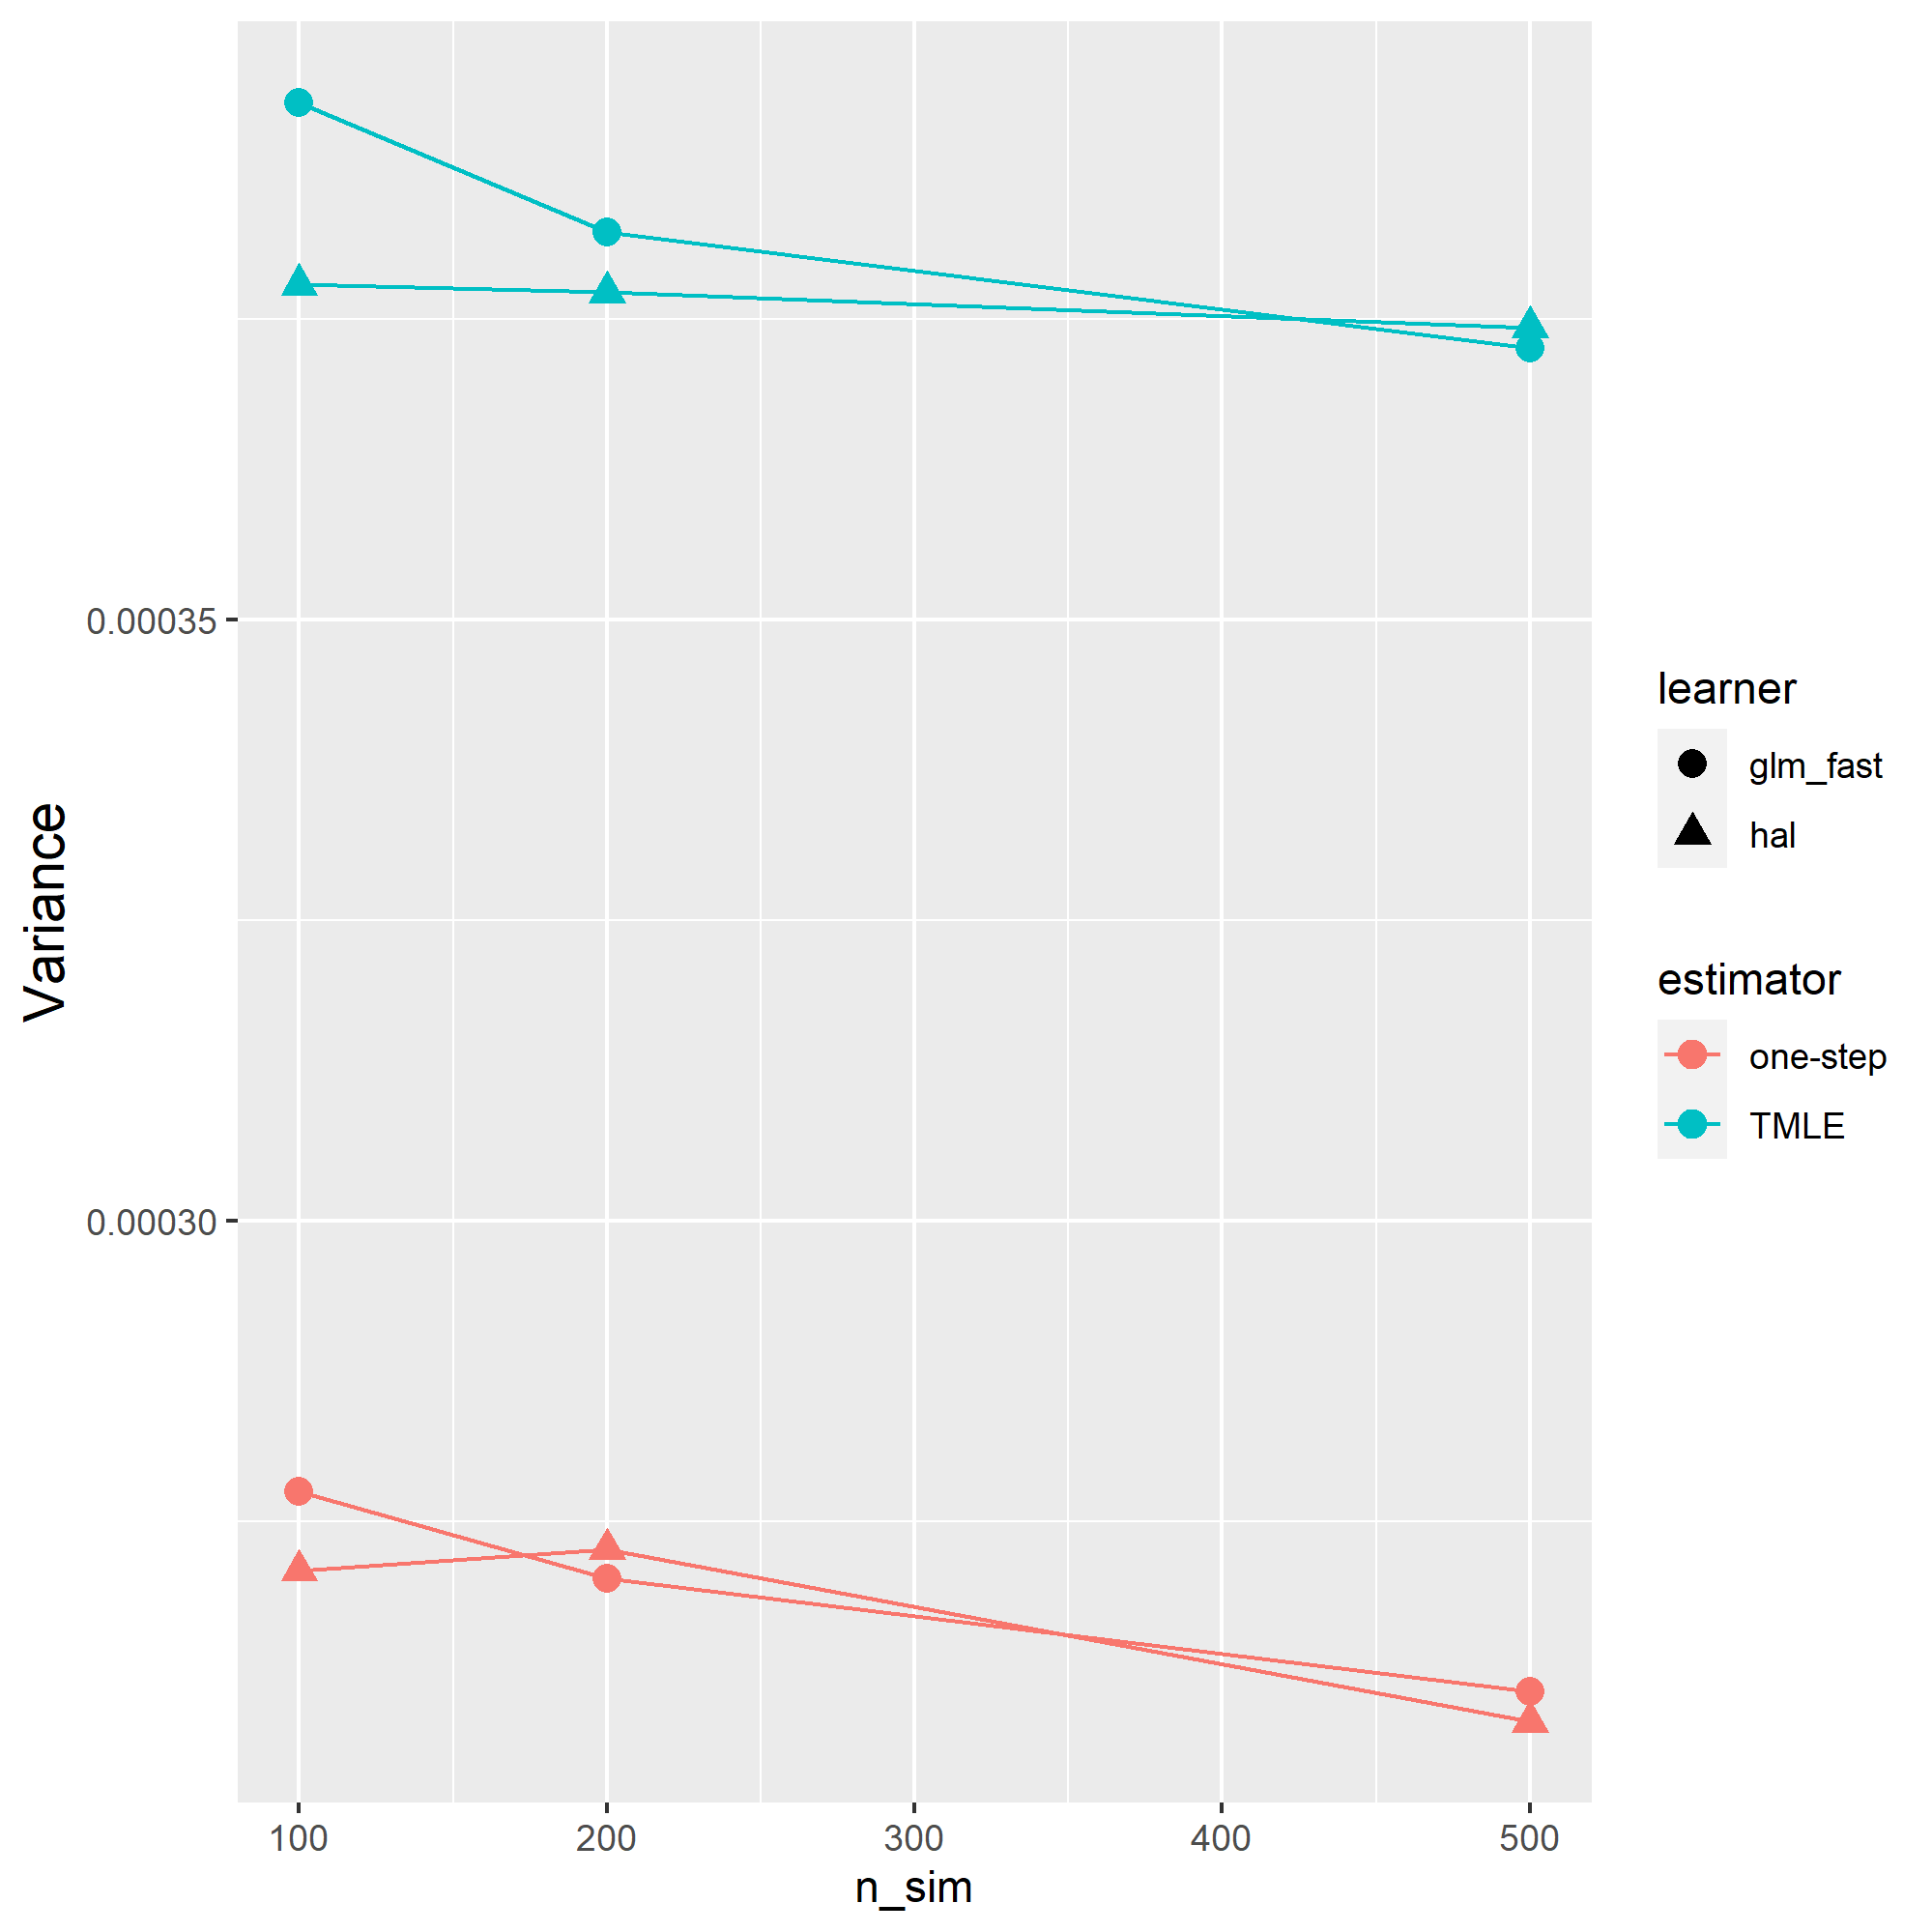 Variance
0.00035
0.00030
100
200
300
400
500
n_sim
learner
glm_fast
hal
estimator
one-step
TMLE